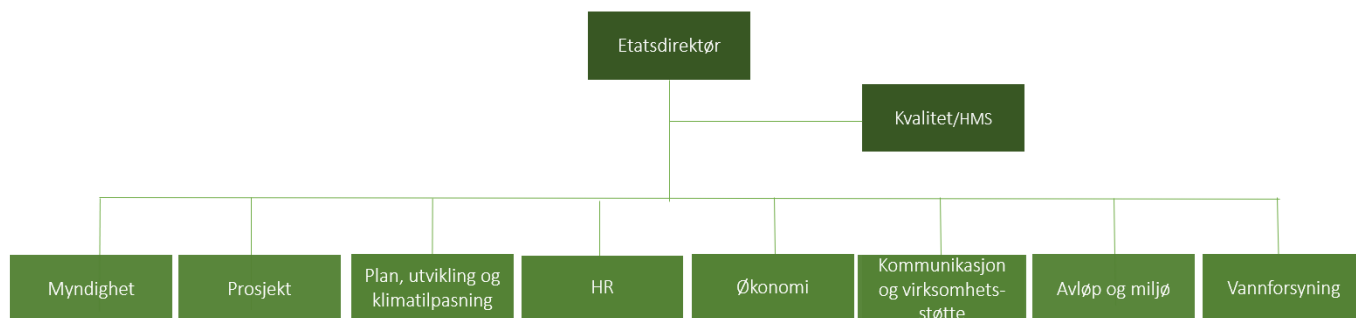 Etatsdirektør
Kvalitet/HMS
Myndighet
Prosjekt
Plan, utvikling og
klimatilpasning
HR
Økonomi
Kommunikasjon
og virksomhets-
støtte
Avløp og miljø
Vannforsyning